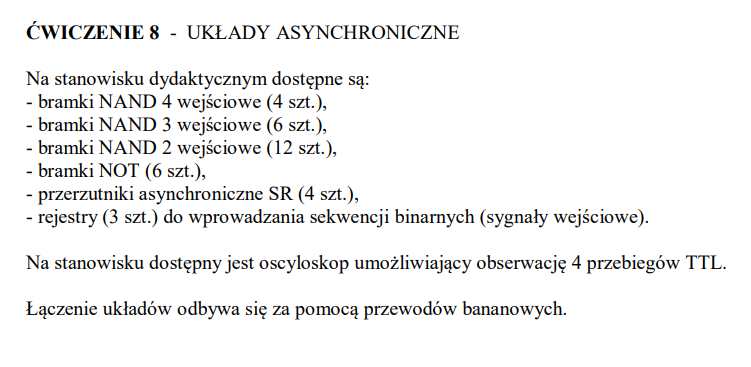 ĆWICZENIE 8 - UKŁADY ASYNCHRONICZNE
Na stanowisku dydaktycznym dostępne są:
- bramki NAND 4 wejściowe (4 szt.),
- bramki NAND 3 wejściowe (6 szt.),
- bramki NAND 2 wejściowe (12 szt.),
- bramki NOT (6 szt.),
- przerzutniki asynchroniczne SR (4 szt.),
- rejestry (3 szt.) do wprowadzania sekwencji binarnych (sygnały wejściowe).
Na stanowisku dostępny jest oscyloskop umożliwiający obserwację 4 przebiegów TTL.
Łączenie układów odbywa się za pomocą przewodów bananowych.